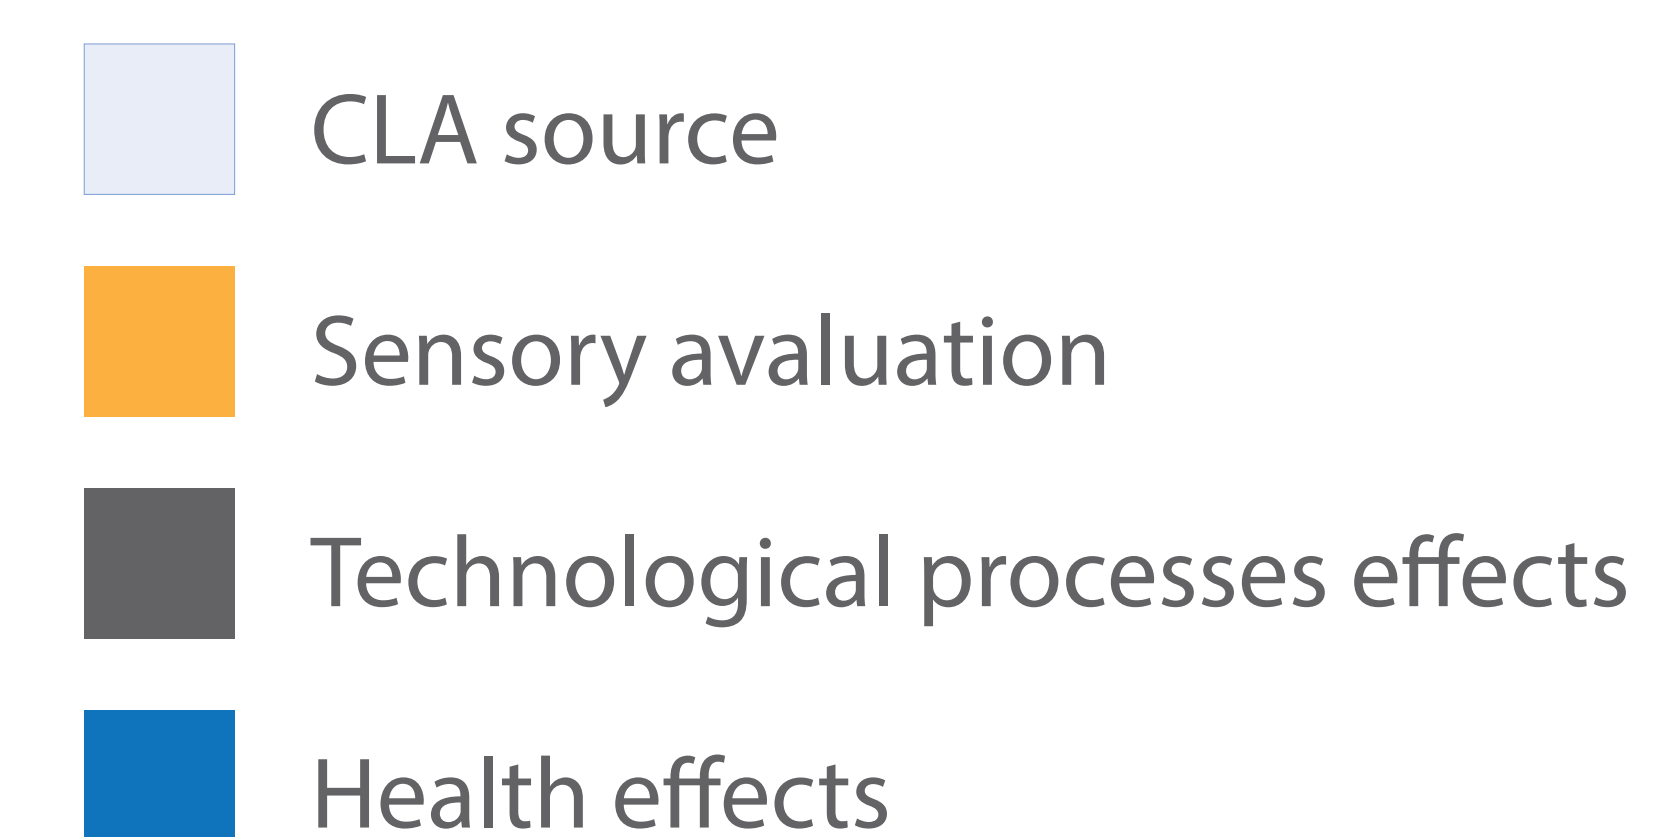 CLA source
Sensory avaluation
Technological processes effects
Health effects